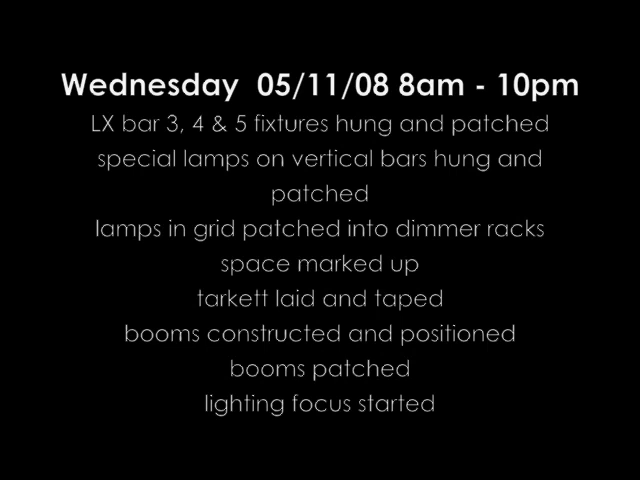 Wednesday  05/11/08 8am - 10pm
LX bar 3, 4 & 5 fixtures hung and patched
special lamps on vertical bars hung and
patched
lamps in grid patched into dimmer racks
space marked up
tarkett laid and taped
booms constructed and positioned
booms patched
lighting focus started